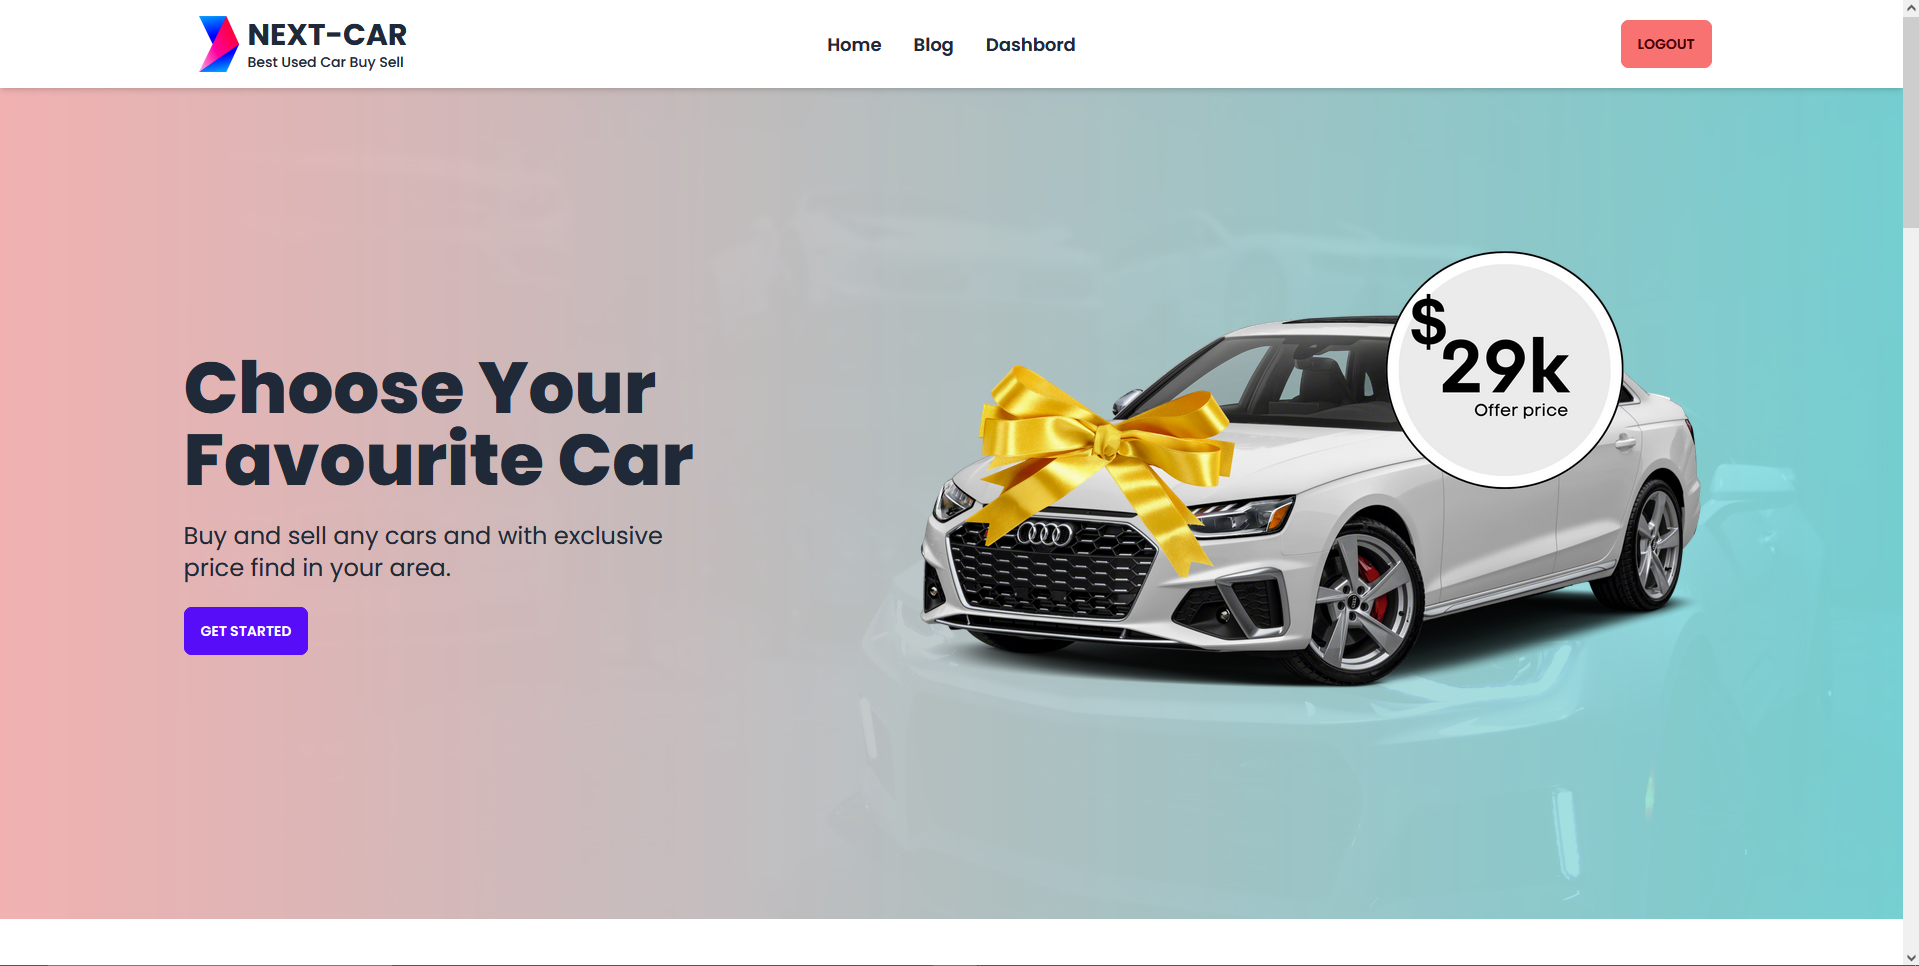 NEXT-CAR
Best Used Car Buy Sell
Home Blog Dashbord
LOGOUT
Choose Your
Favourite Car
Buy and sell any cars and with exclusive
price find in your area.
GET STARTED
$
29k
Offer price